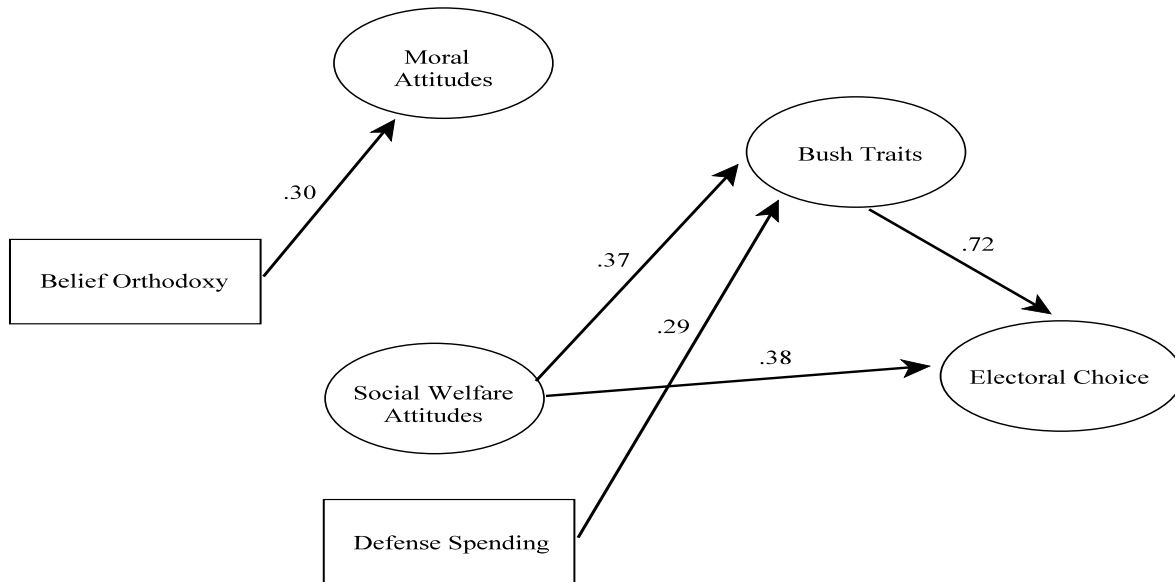 Moral
Attitudes
Bush Traits
.30
.72
.37
Belief Orthodoxy
.29
.38
Social Welfare
Attitudes
Electoral Choice
Defense Spending